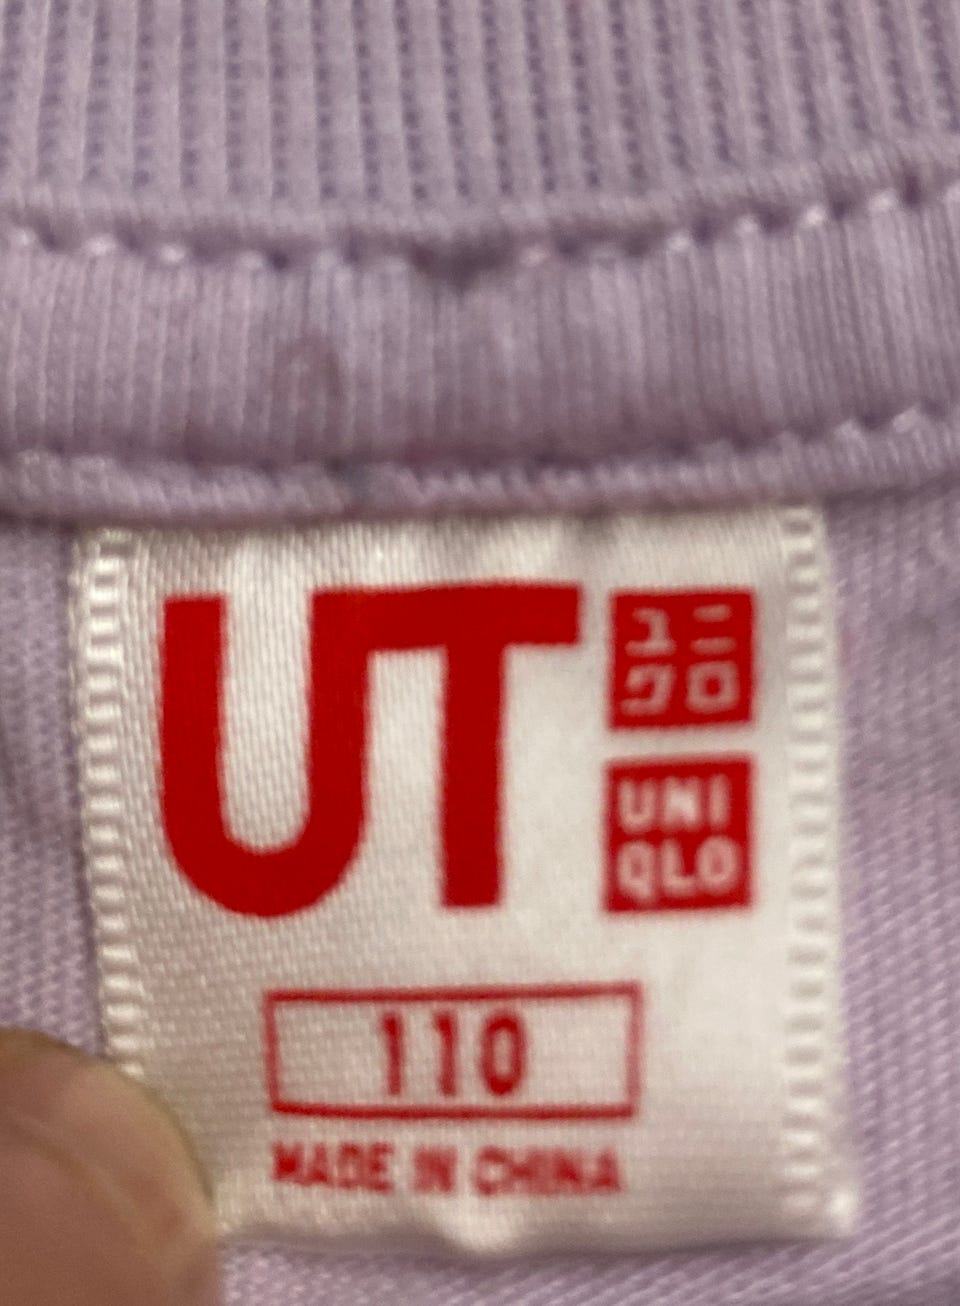 UT
ユニ
クロ
UNI
QLO
110
MADE IN CHINA